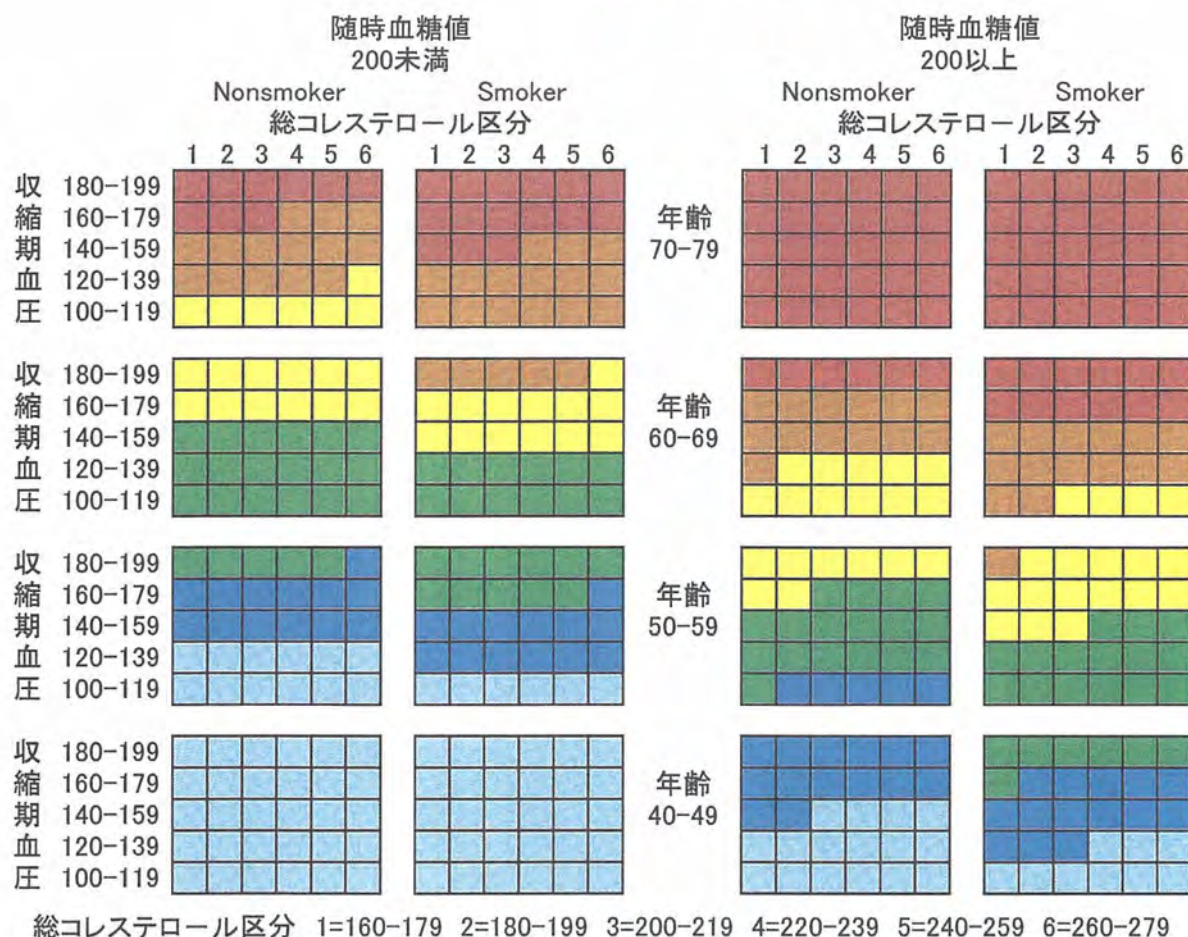 随時血糖値 随時血糖値
200未満 200以上
Nonsmoker Smoker Nonsmoker Smoker
総コレステロール区分 総コレステロール区分
1 2 3 4 5 6 1 2 3 4 5 6 1 2 3 4 5 6 1 2 3 4 5 6
収 180-199
縮 160-179 年齢
期 140-159 70-79
血 120-139
圧 100-119
収 180-199
縮 160-179 年齢
期 140-159 60-69
血 120-139
圧 100-119
収 180-199
縮 160-179 年齢
期 140-159 50-59
血 120-139
圧 100-119
収 180-199
縮 160-179 年齢
期 140-159 40-49
血 120-139
圧 100-119
総コレステロール区分 1=160-179 2=180-199 3=200-219 4=220-239 5=240-259 6=260-279